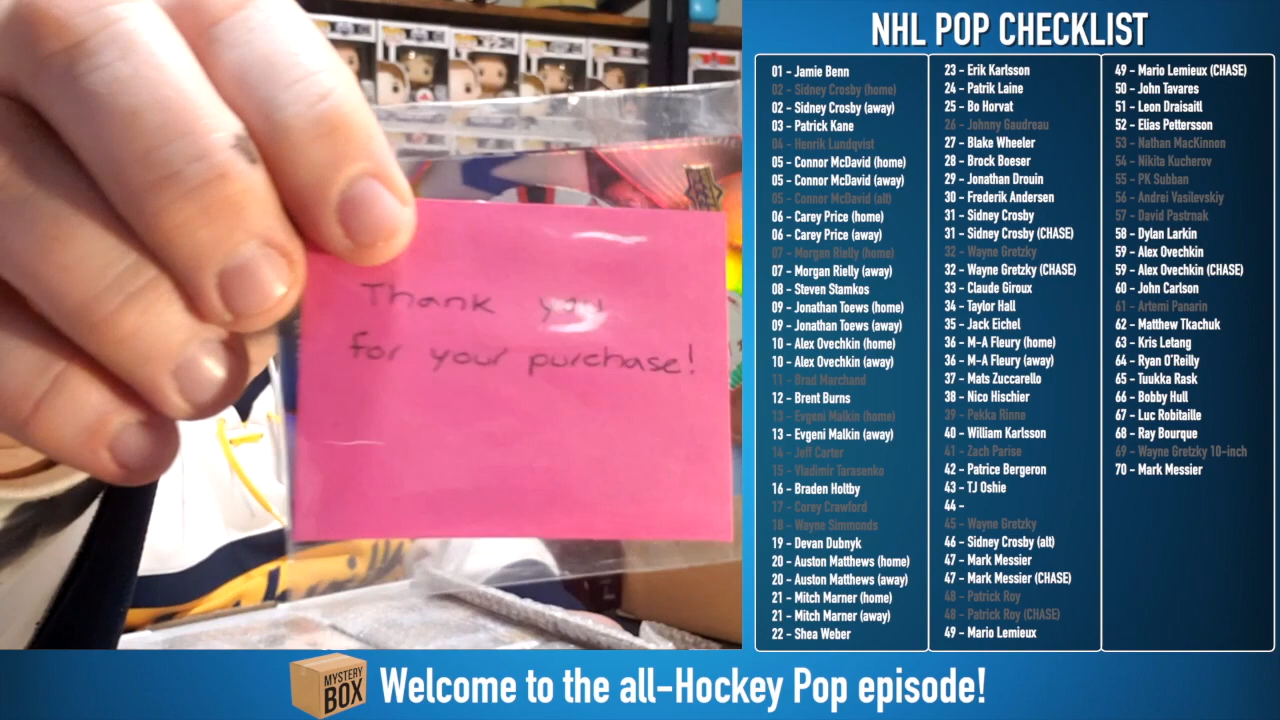 Thank you
for your purchase!
NHL POP CHECKLIST
01 - Jamie Benn
02 - Sidney Crosby (home)
02 - Sidney Crosby (away)
03 - Patrick Kane
04 - Henrik Lundqvist
05 - Connor McDavid (home)
05 - Connor McDavid (away)
05 - Connor McDavid (alt)
06 - Carey Price (home)
06 - Carey Price (away)
07 - Morgan Rielly (home)
07 - Morgan Rielly (away)
08 - Steven Stamkos
09 - Jonathan Toews (home)
09 - Jonathan Toews (away)
10 - Alex Ovechkin (home)
10 - Alex Ovechkin (away)
11 - Brad Marchand
12 - Brent Burns
13 - Evgeni Malkin (home)
13 - Evgeni Malkin (away)
14 - Jeff Carter
15 - Vladimir Tarasenko
16 - Braden Holtby
17 - Corey Crawford
18 - Wayne Simmonds
19 - Devan Dubnyk
20 - Auston Matthews (home)
20 - Auston Matthews (away)
21 - Mitch Marner (home)
21 - Mitch Marner (away)
22 - Shea Weber
23 - Erik Karlsson
24 - Patrik Laine
25 - Bo Horvat
26 - Johnny Gaudreau
27 - Blake Wheeler
28 - Brock Boeser
29 - Jonathan Drouin
30 - Frederik Andersen
31 - Sidney Crosby
31 - Sidney Crosby (CHASE)
32 - Wayne Gretzky
32 - Wayne Gretzky (CHASE)
33 - Claude Giroux
34 - Taylor Hall
35 - Jack Eichel
36 - M-A Fleury (home)
36 - M-A Fleury (away)
37 - Mats Zuccarello
38 - Nico Hischier
39 - Pekka Rinne
40 - William Karlsson
41 - Zach Parise
42 - Patrice Bergeron
43 - TJ Oshie
44 -
45 - Wayne Gretzky
46 - Sidney Crosby (alt)
47 - Mark Messier
47 - Mark Messier (CHASE)
48 - Patrick Roy
48 - Patrick Roy (CHASE)
49 - Mario Lemieux
49 - Mario Lemieux (CHASE)
50 - John Tavares
51 - Leon Draisaitl
52 - Elias Pettersson
53 - Nathan MacKinnon
54 - Nikita Kucherov
55 - PK Subban
56 - Andrei Vasilevskiy
57 - David Pastrnak
58 - Dylan Larkin
59 - Alex Ovechkin
59 - Alex Ovechkin (CHASE)
60 - John Carlson
61 - Artemi Panarin
62 - Matthew Tkachuk
63 - Kris Letang
64 - Ryan O'Reilly
65 - Tuukka Rask
66 - Bobby Hull
67 - Luc Robitaille
68 - Ray Bourque
69 - Wayne Gretzky 10-inch
70 - Mark Messier
MYSTERY
BOX
Welcome to the all-Hockey Pop episode!